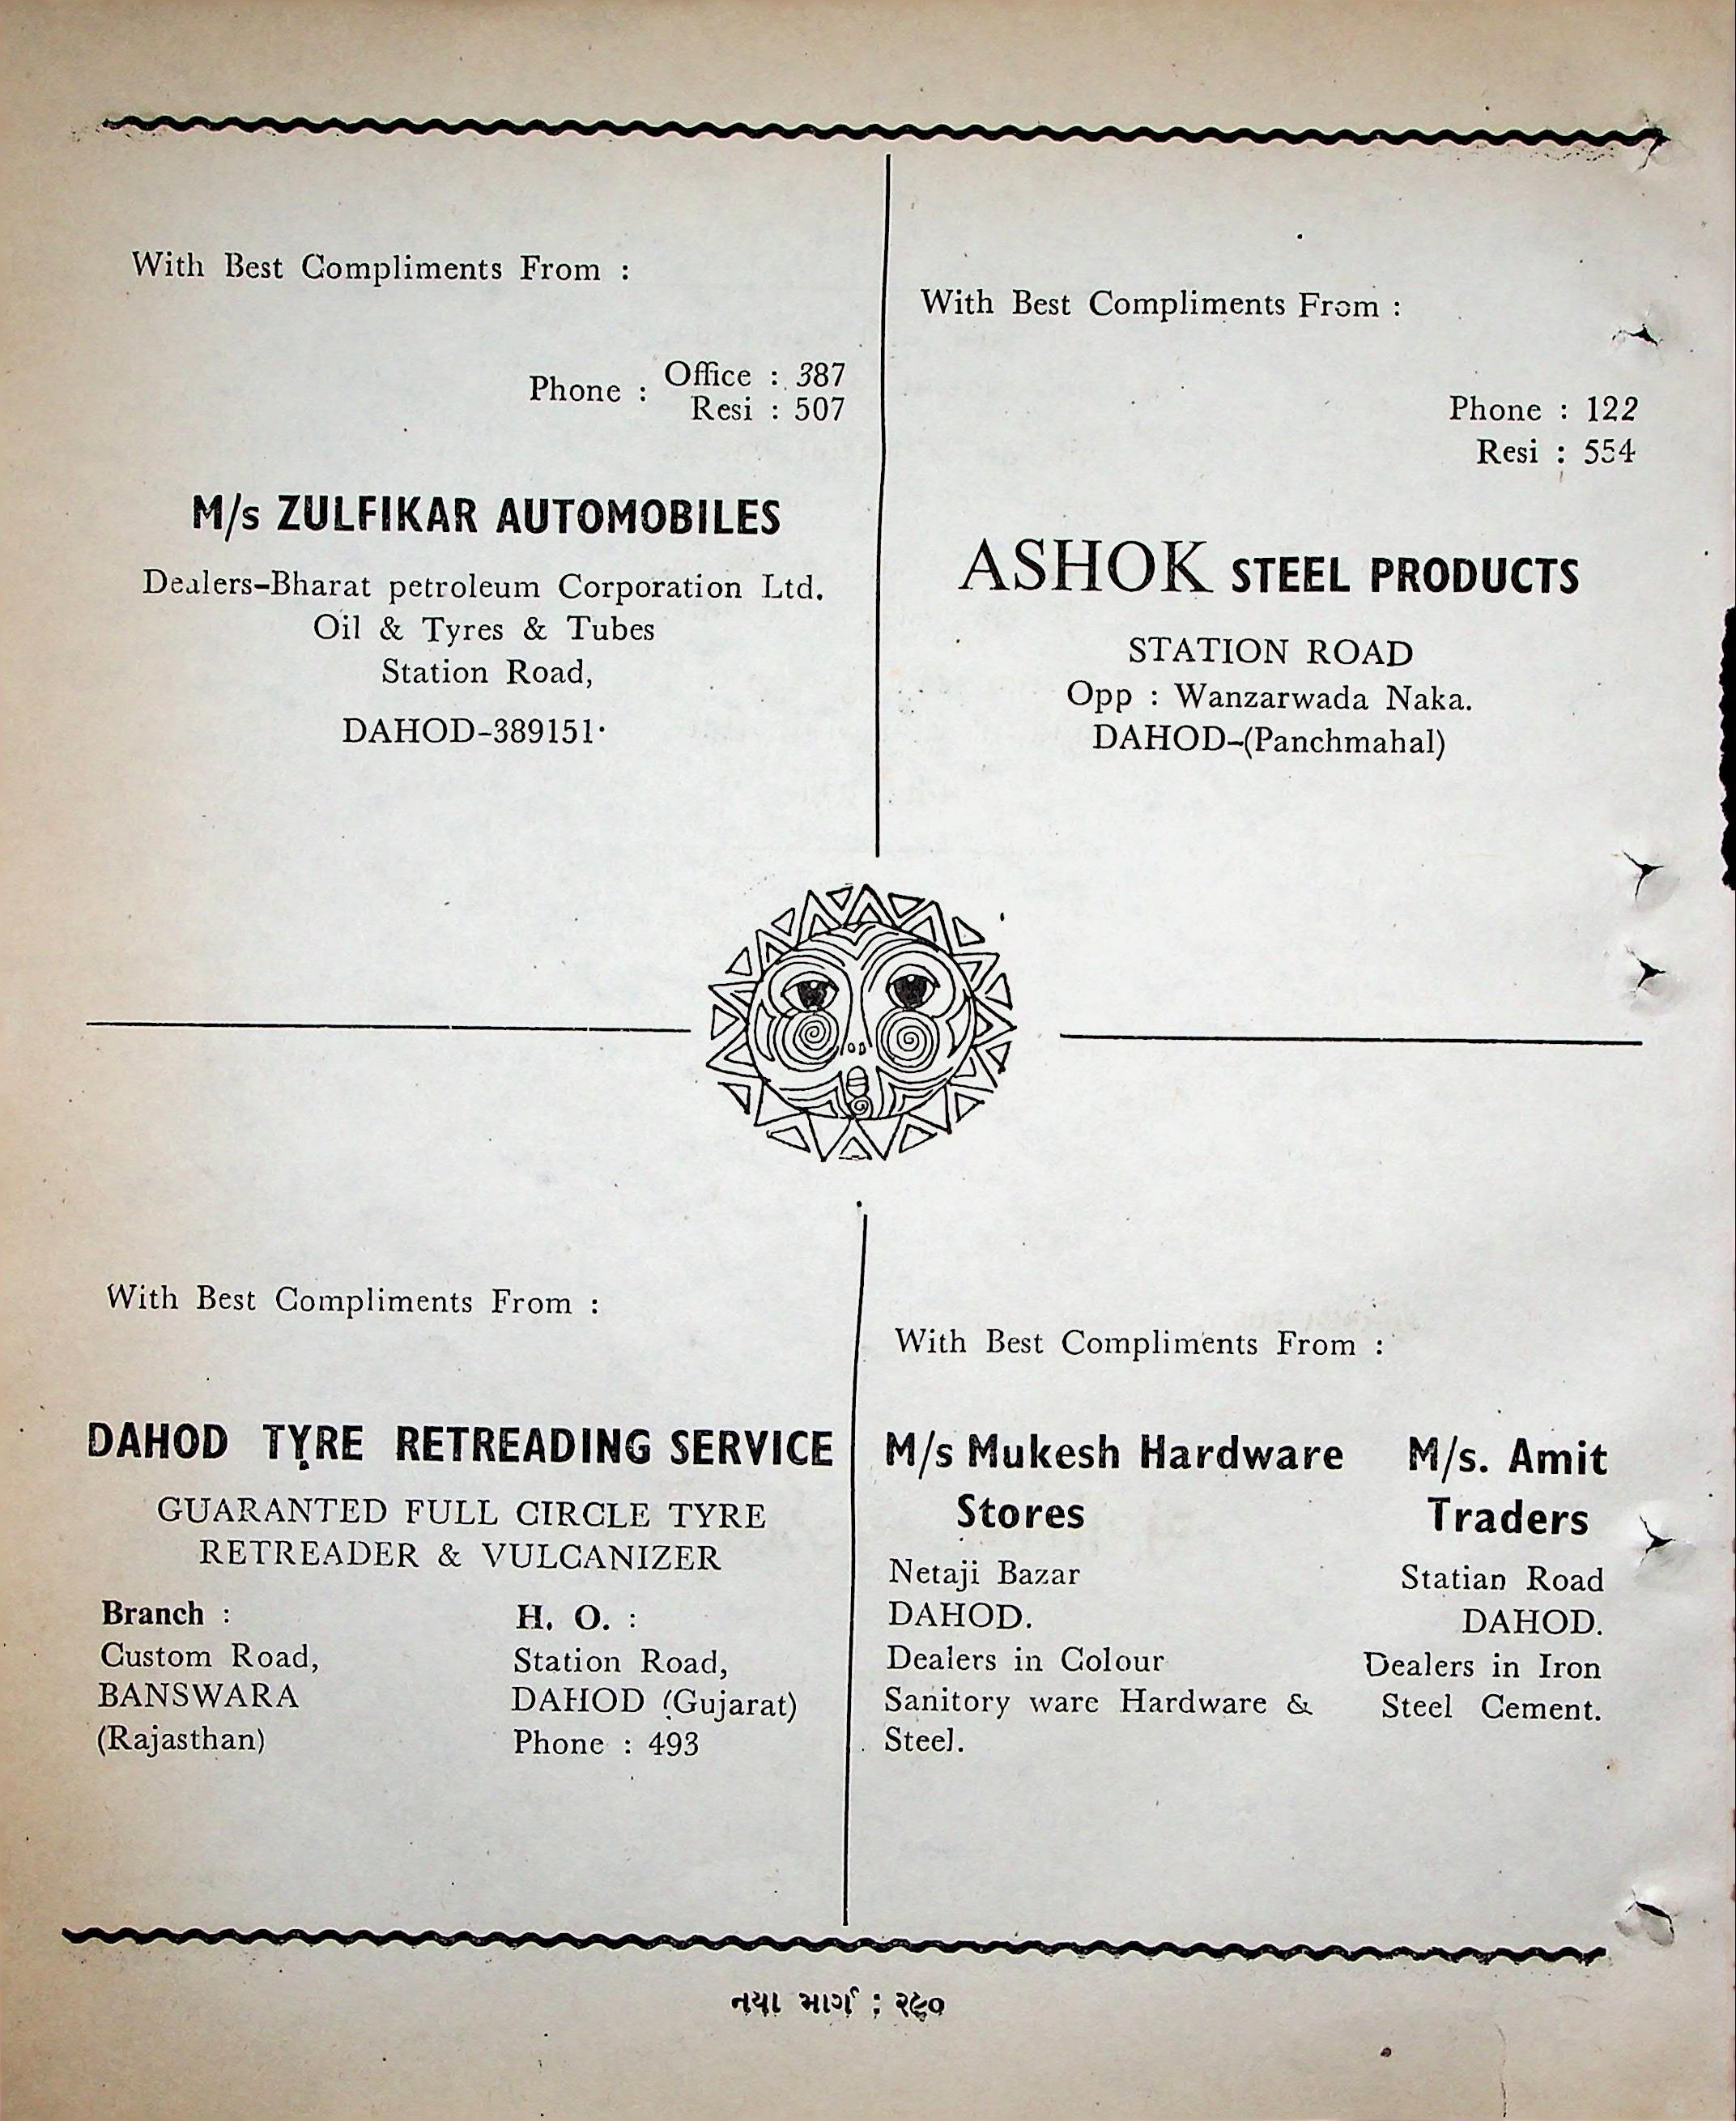 With Best Compliments From :
Phone : Office : 387
Resi : 507
M/s ZULFIKAR AUTOMOBILES
Dealers-Bharat petroleum Corporation Ltd.
Oil & Tyres & Tubes
Station Road,
DAHOD-389151.
With Best Compliments From :
Phone : 122
Resi : 554
ASHOK STEEL PRODUCTS
STATION ROAD
Opp : Wanzarwada Naka.
DAHOD-(Panchmahal)
With Best Compliments From :
DAHOD TYRE RETREADING SERVICE
GUARANTED FULL CIRCLE TYRE
RETREADER & VULCANIZER
Branch :
Custom Road,
BANSWARA
(Rajasthan)
H. O. :
Station Road,
DAHOD (Gujarat)
Phone : 493
With Best Compliments From :
M/s Mukesh Hardware
Stores
Netaji Bazar
DAHOD.
Dealers in Colour
Sanitory ware Hardware &
Steel.
M/s. Amit
Traders
Statian Road
DAHOD.
Dealers in Iron
Steel Cement.
નયા માર્ગ : ૨૯૦